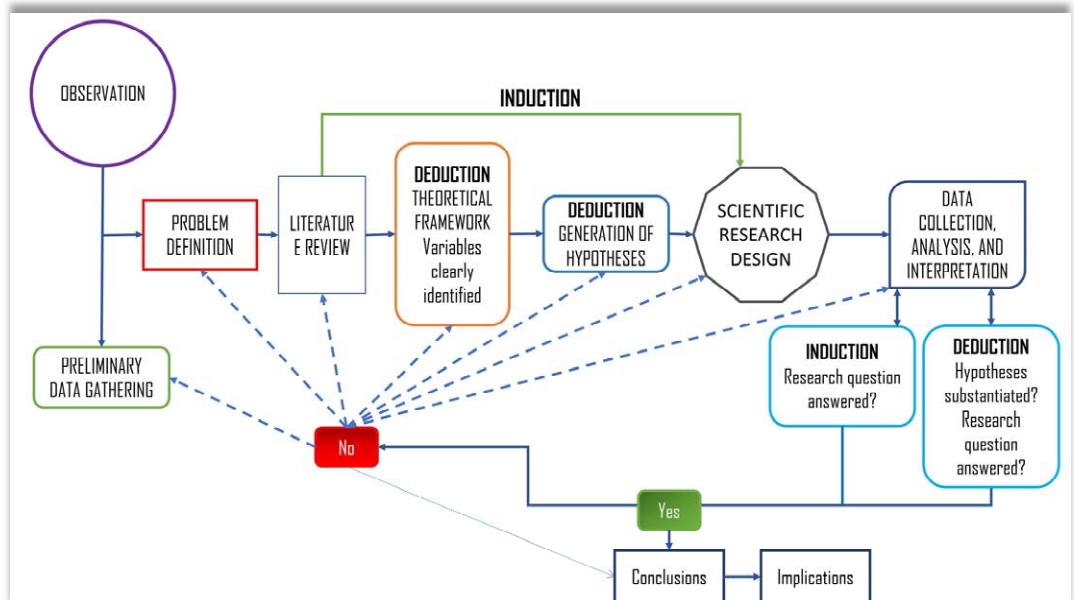 OBSERVATION
INDUCTION
PROBLEM
DEFINITION
LITERATUR
E REVIEW
DEDUCTION
THEORETICAL
FRAMEWORK
Variables
clearly
identified
DEDUCTION
GENERATION OF
HYPOTHESES
SCIENTIFIC
RESEARCH
DESIGN
DATA
COLLECTION,
ANALYSIS, AND
INTERPRETATION
PRELIMINARY
DATA GATHERING
INDUCTION
Research question
answered?
DEDUCTION
Hypotheses
substantiated?
Research
question
answered?
No
Yes
Conclusions
Implications